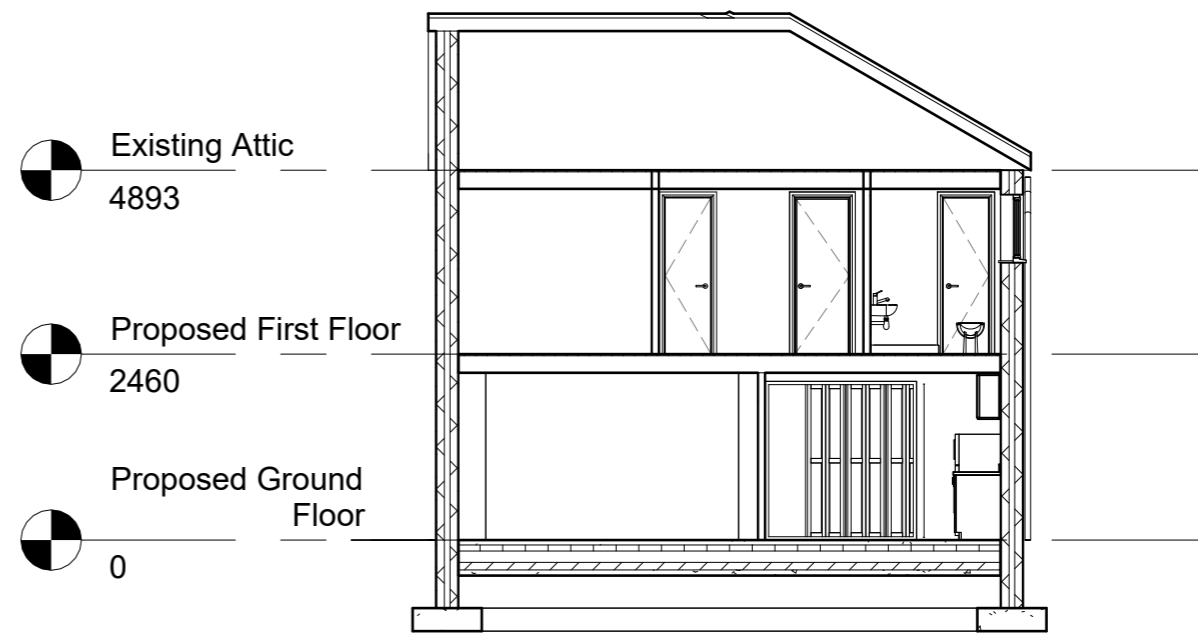 Existing Attic
4893
Proposed First Floor
2460
Proposed Ground
Floor
0